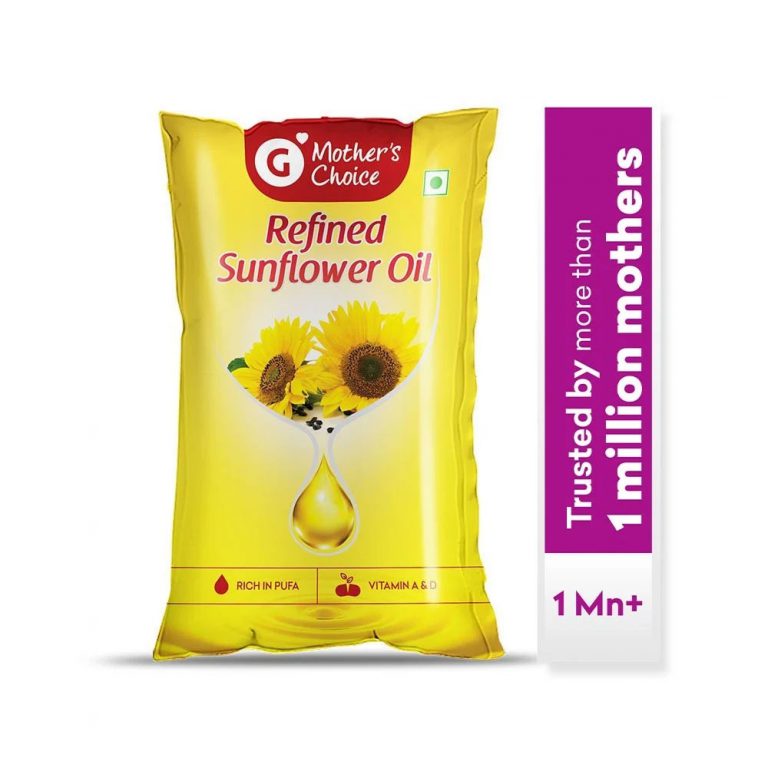 G
Mother's
Choice
Refined
Sunflower Oil
RICH IN PUFA
VITAMIN A & D
Trusted by more than
1 million mothers
1 Mn+